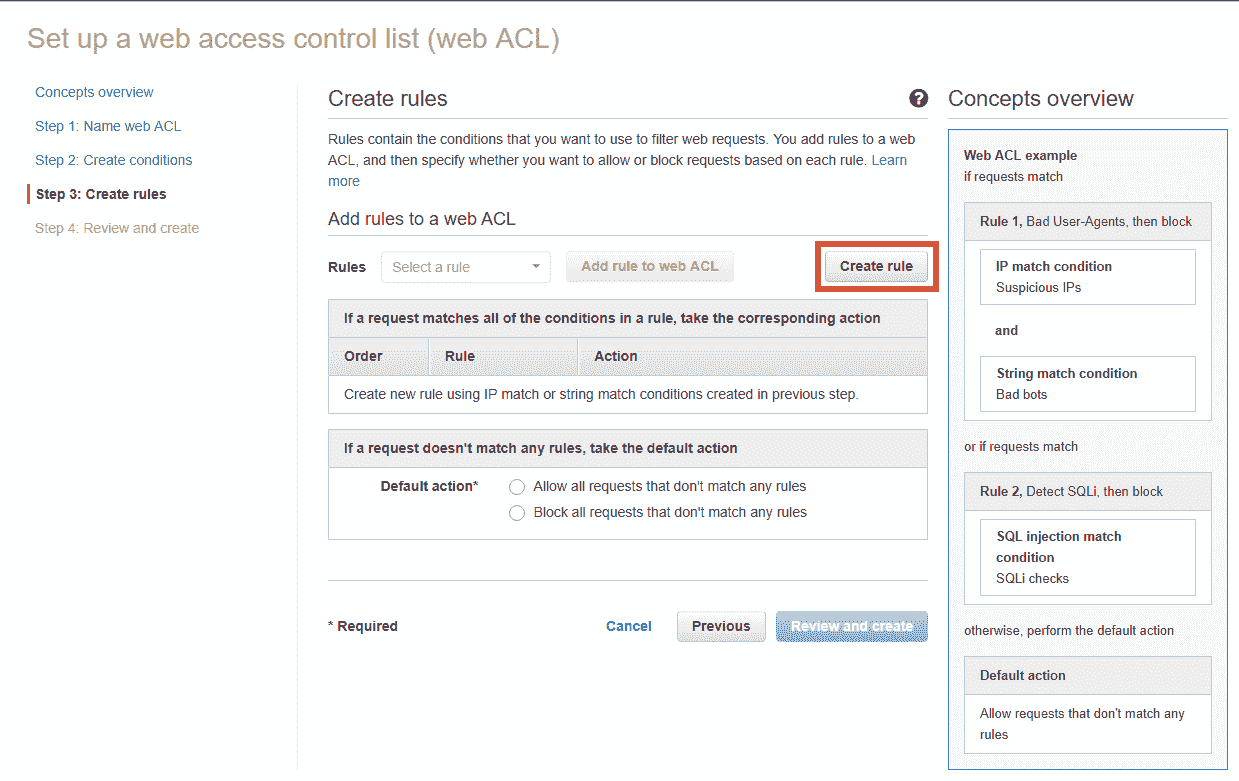 Set up a web access control list (web ACL)
Concepts overview
Step 1: Name web ACL
Step 2: Create conditions
Step 3: Create rules
Step 4: Review and create
Create rules
?
Rules contain the conditions that you want to use to filter web requests. You add rules to a web
ACL, and then specify whether you want to allow or block requests based on each rule. Learn
more
Add rules to a web ACL
Rules Select a rule Add rule to web ACL Create rule
If a request matches all of the conditions in a rule, take the corresponding action
Order Rule Action
Create new rule using IP match or string match conditions created in previous step.
If a request doesn't match any rules, take the default action
Default action* Allow all requests that don't match any rules
Block all requests that don't match any rules
* Required Cancel Previous Review and create
Concepts overview
Web ACL example
if requests match
Rule 1, Bad User-Agents, then block
IP match condition
Suspicious IPs
and
String match condition
Bad bots
or if requests match
Rule 2, Detect SQLi, then block
SQL injection match
condition
SQLi checks
otherwise, perform the default action
Default action
Allow requests that don't match any
rules